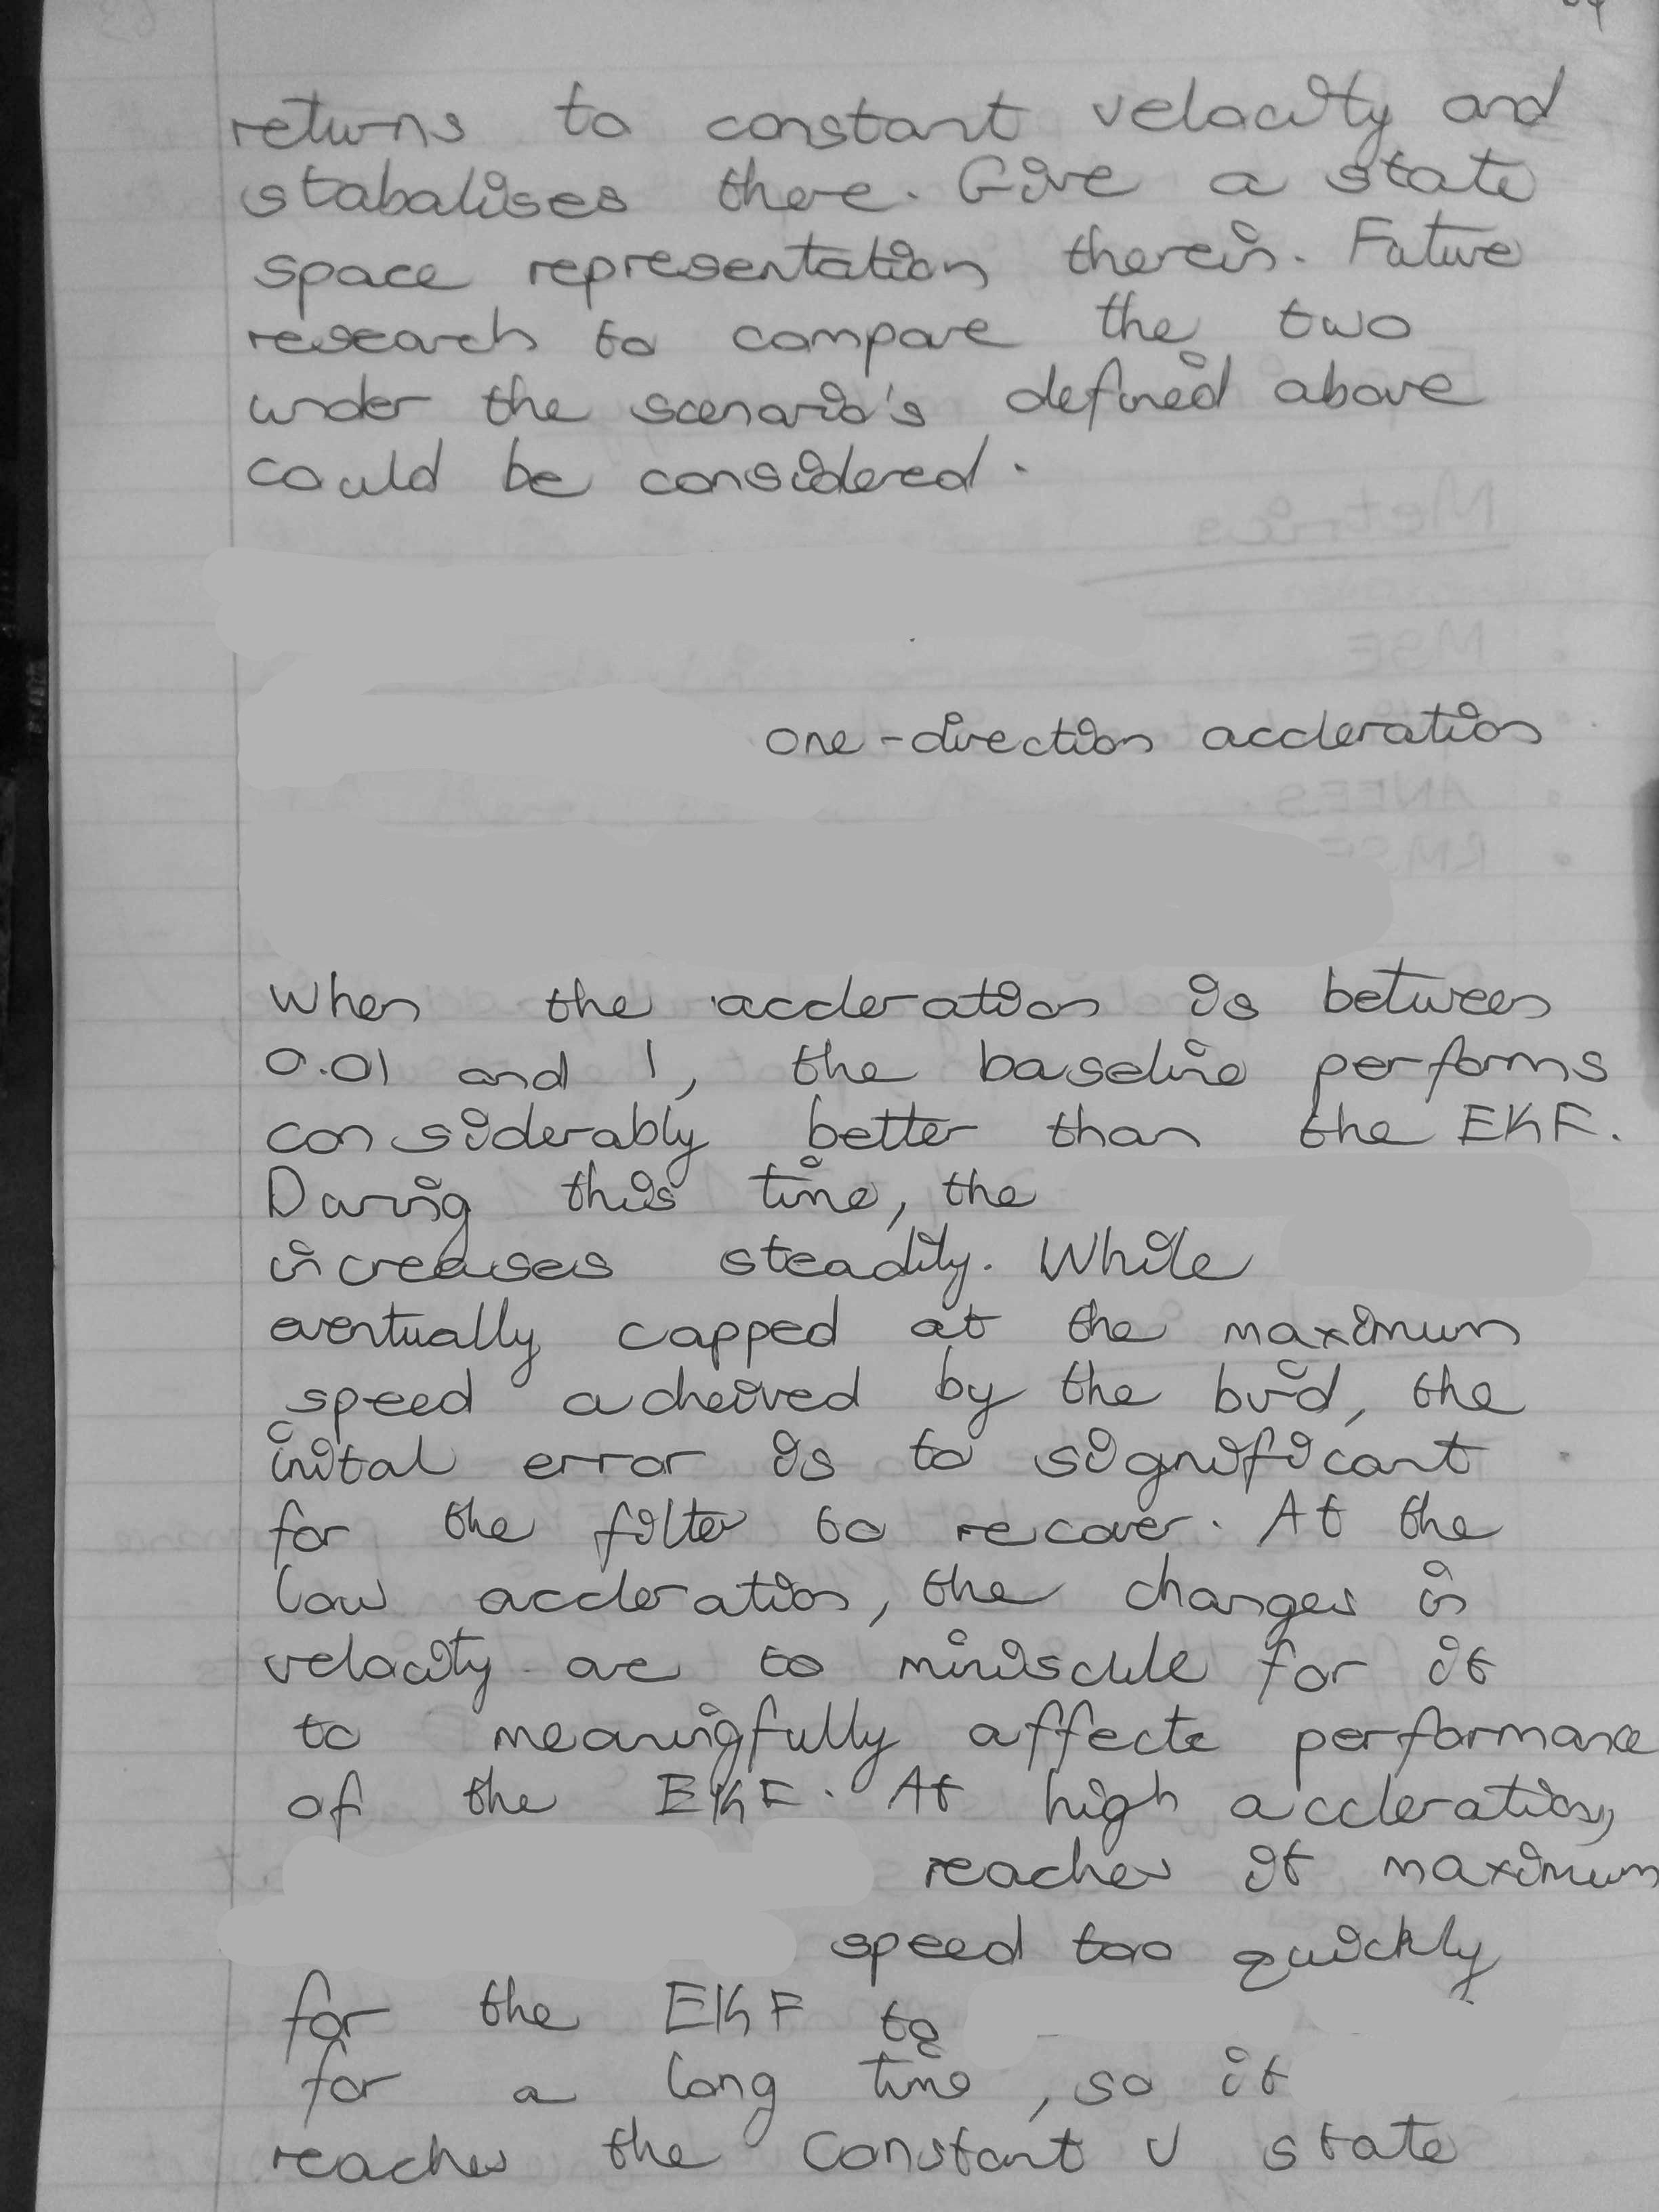 returns to constant velocity and
stabalises there. Give a state
space representation therein. Future
research to compare the two
under the scenario's defined above
could be considered.
one-direction accleration
when the accleration is between
0.01 and 1, the baseline performs
considerably better than the EKF.
During this time, the
increases steadily. While
eventually capped at the maximum
speed acheived by the bird, the
inital error is to significant
for the filter to recover. At the
low accleration, the changes in
velocity are to miniscule for it
to meaningfully affecte performance
of the EKF. At high accleration,
reaches it maximum
speed too quickly
for the EKF to
for a long time, so it
reaches the constant v state